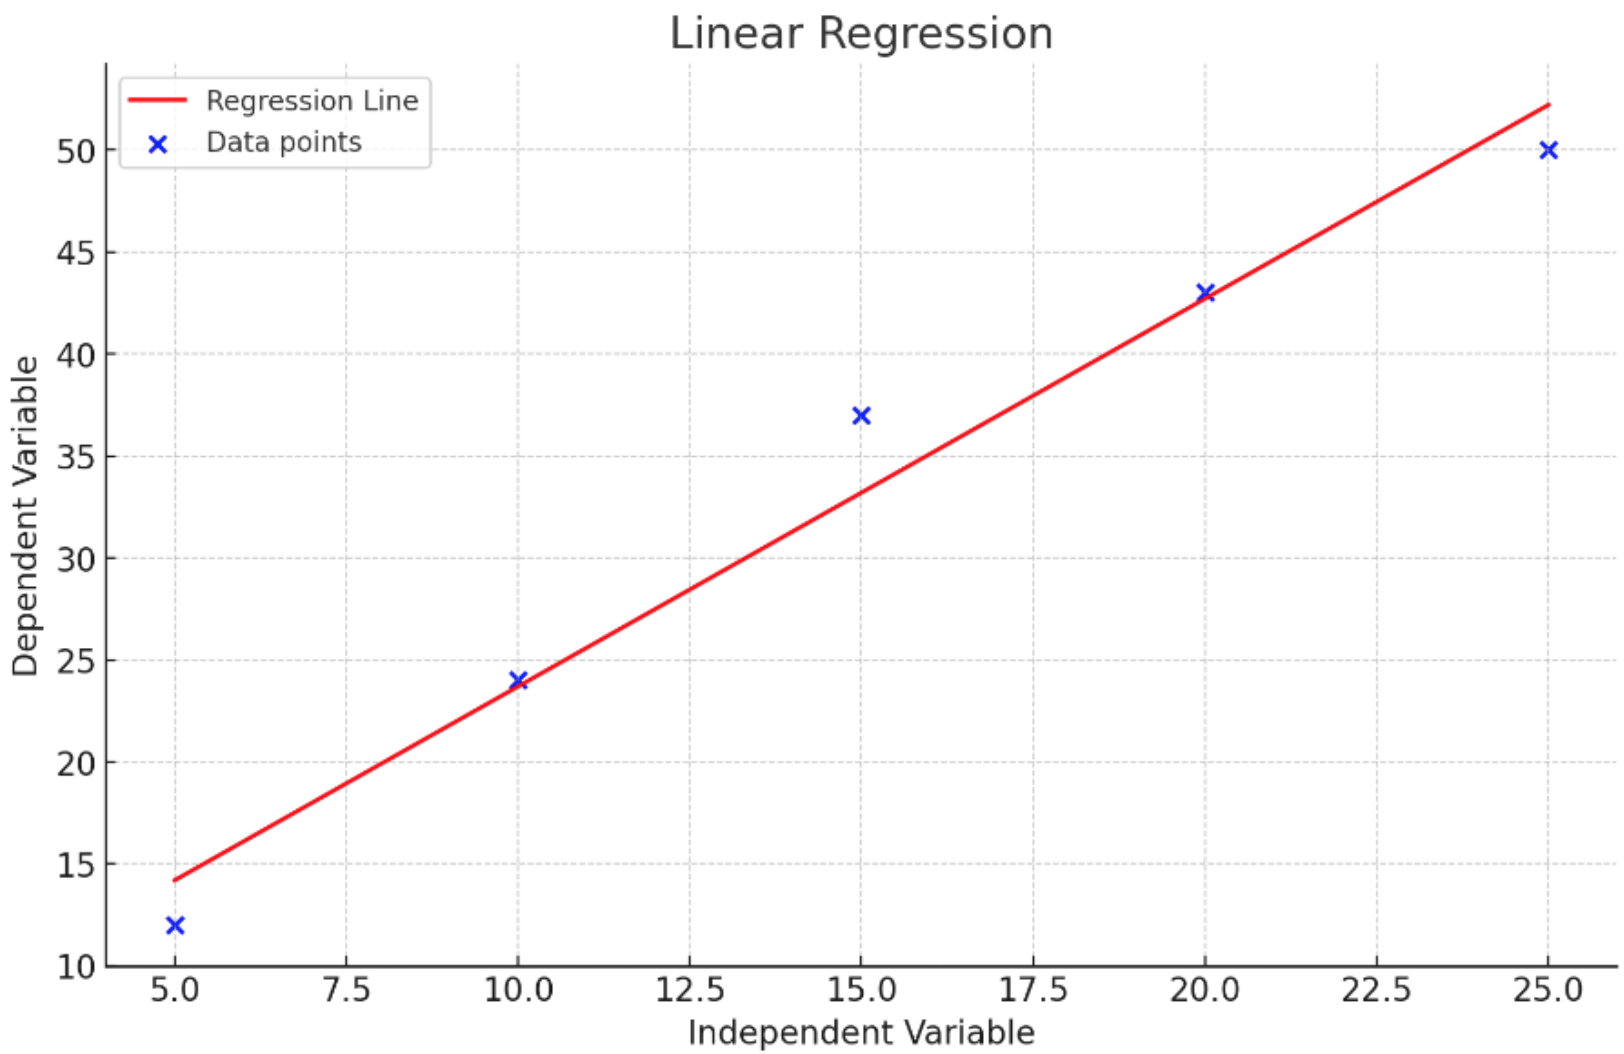 Linear Regression
Regression Line
Data points
50
45
40
35
30
25
20
15
10
Dependent Variable
5.0 7.5 10.0 12.5 15.0 17.5 20.0 22.5 25.0
Independent Variable